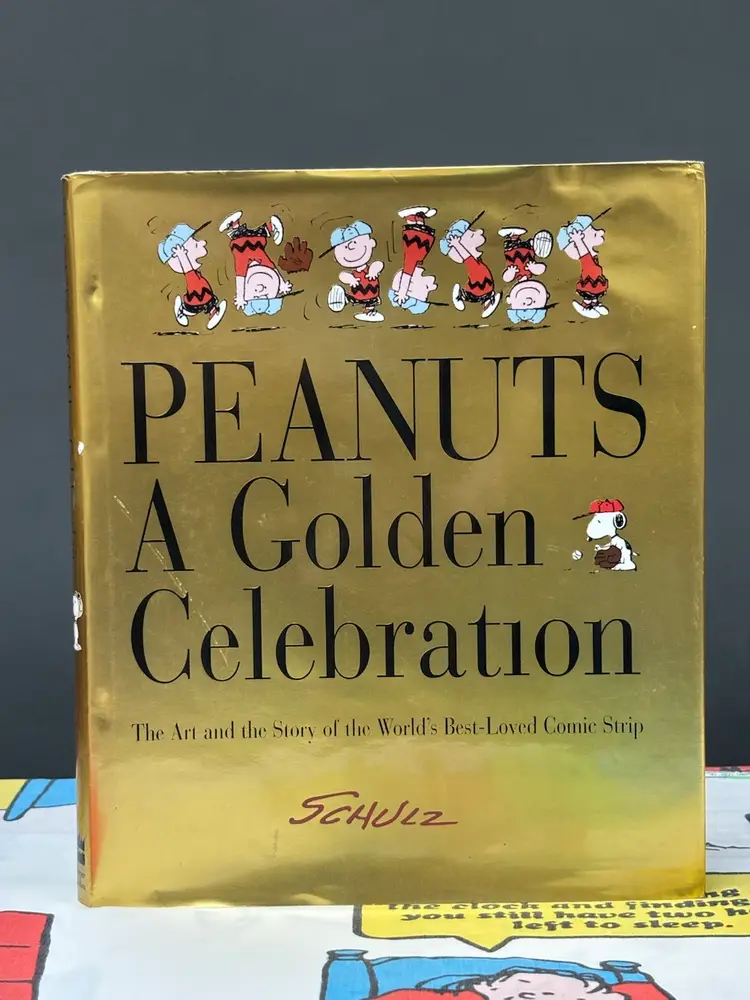 PEANUTS
A Golden
Celebration
The Art and the Story of the World's Best-Loved Comic Strip
SCHULZ
the clock and finding
you still have two
left to sleep.